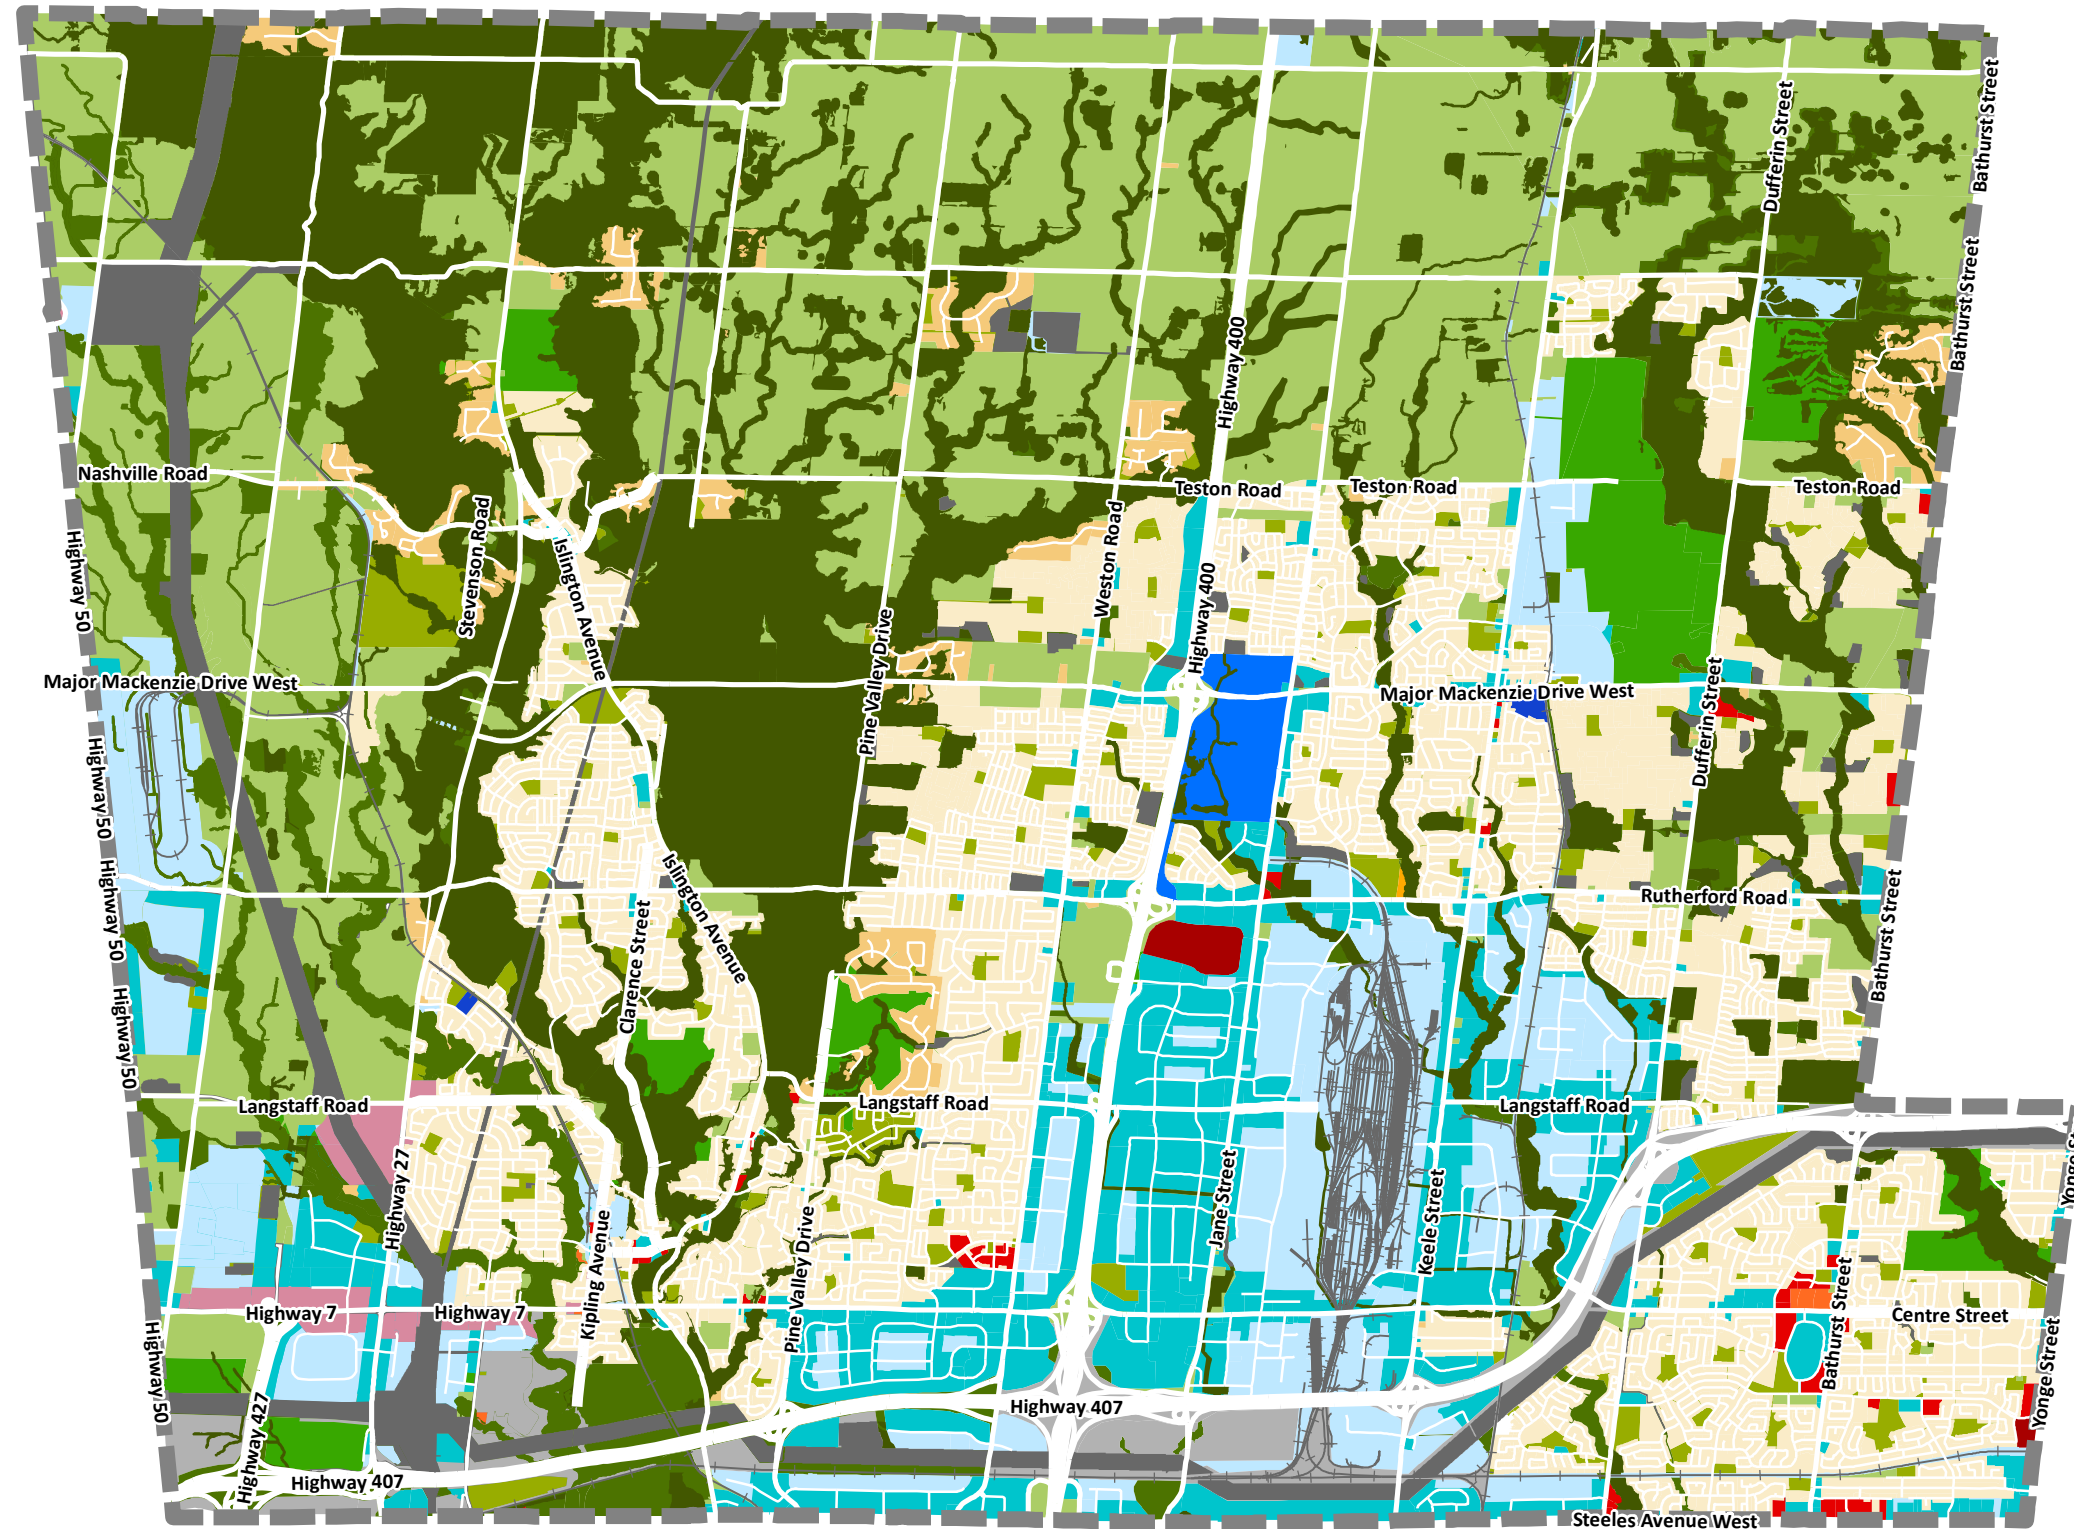 Bathurst Street
Dufferin Street
Bathurst Street
Highway 400
Bathurst Street
Nashville Road
Teston Road
Teston Road
Teston Road
Highway 50
Stevenson Road
Islington Avenue
Weston Road
Highway 400
Pine Valley Drive
Major Mackenzie Drive West
Major Mackenzie Drive West
Dufferin Street
Highway 50
Highway 50
Islington Avenue
Clarence Street
Rutherford Road
Bathurst Street
Highway 50
Langstaff Road
Langstaff Road
Langstaff Road
Highway 27
Kipling Avenue
Pine Valley Drive
Jane Street
Keele Street
Highway 7
Highway 7
Bathurst Street
Centre Street
Yonge Street
Highway 50
Highway 427
Highway 407
Highway 407
Steeles Avenue West